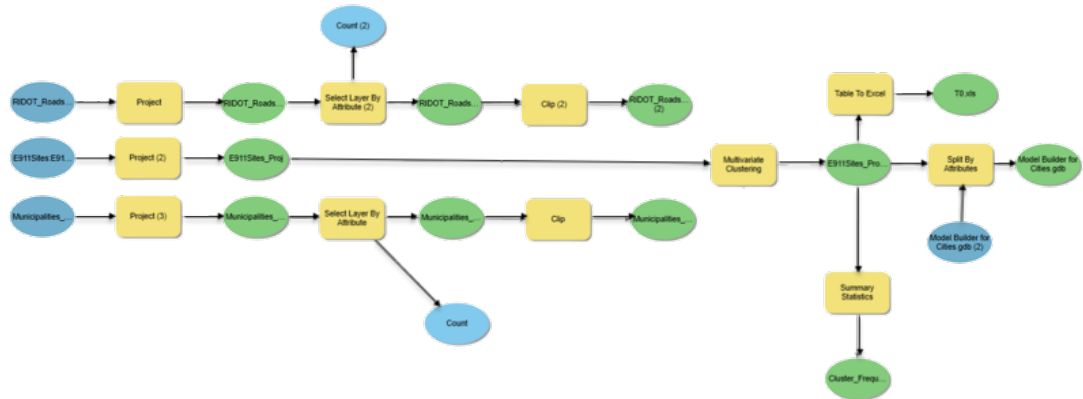 Count (2)
RIDOT_Roads...
Project
RIDOT_Roads...
Select Layer By
Attribute (2)
RIDOT_Roads...
Clip (2)
RIDOT_Roads...
(2)
Table To Excel
T0.xls
E911Sites:E91...
Project (2)
E911Sites_Proj
Multivariate
Clustering
E911Sites_Pro...
Split By
Attributes
Model Builder for
Cities.gdb
Municipalities_...
Project (3)
Municipalities_...
Select Layer By
Attribute
Municipalities_...
Clip
Municipalities_...
Model Builder for
Cities.gdb (2)
Summary
Statistics
Count
Cluster_Frequ...